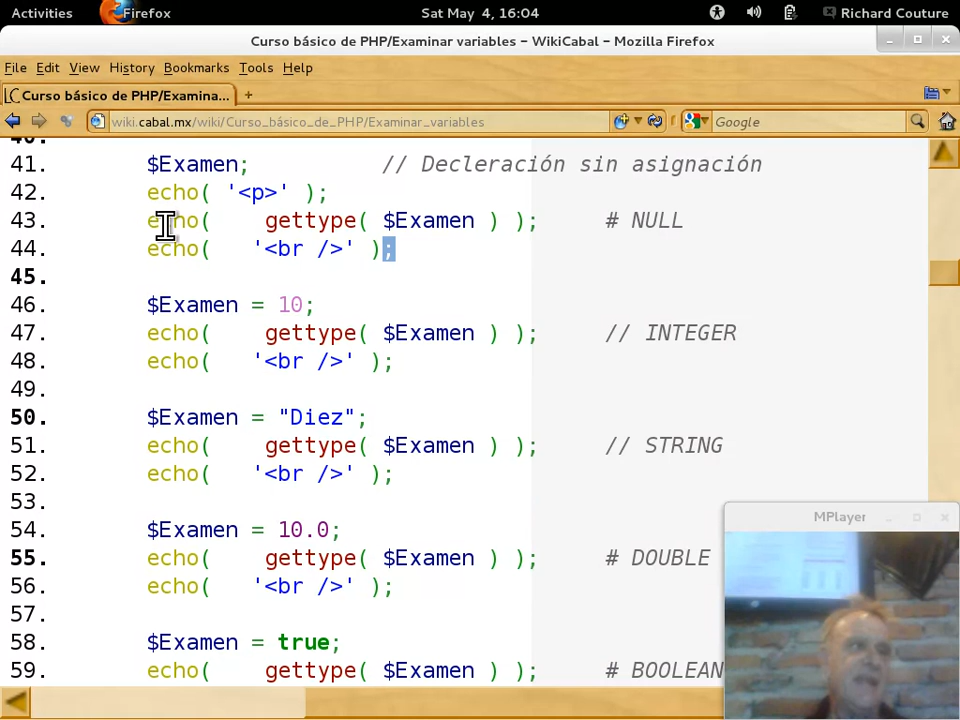 Activities Firefox Sat May 4, 16:04 Richard Couture
Curso básico de PHP/Examinar variables – WikiCabal – Mozilla Firefox
File Edit View History Bookmarks Tools Help
Curso básico de PHP/Examina... +
wiki.cabal.mx/wiki/Curso_básico_de_PHP/Examinar_variables Google
40.
41. $Examen; // Decleración sin asignación
42. echo( '<p>' );
43. echo( gettype( $Examen ) ); # NULL
44. echo( '<br />' );
45.
46. $Examen = 10;
47. echo( gettype( $Examen ) ); // INTEGER
48. echo( '<br />' );
49.
50. $Examen = "Diez";
51. echo( gettype( $Examen ) ); // STRING
52. echo( '<br />' );
53.
54. $Examen = 10.0;
55. echo( gettype( $Examen ) ); # DOUBLE
56. echo( '<br />' );
57.
58. $Examen = true;
59. echo( gettype( $Examen ) ); # BOOLEAN
MPlayer